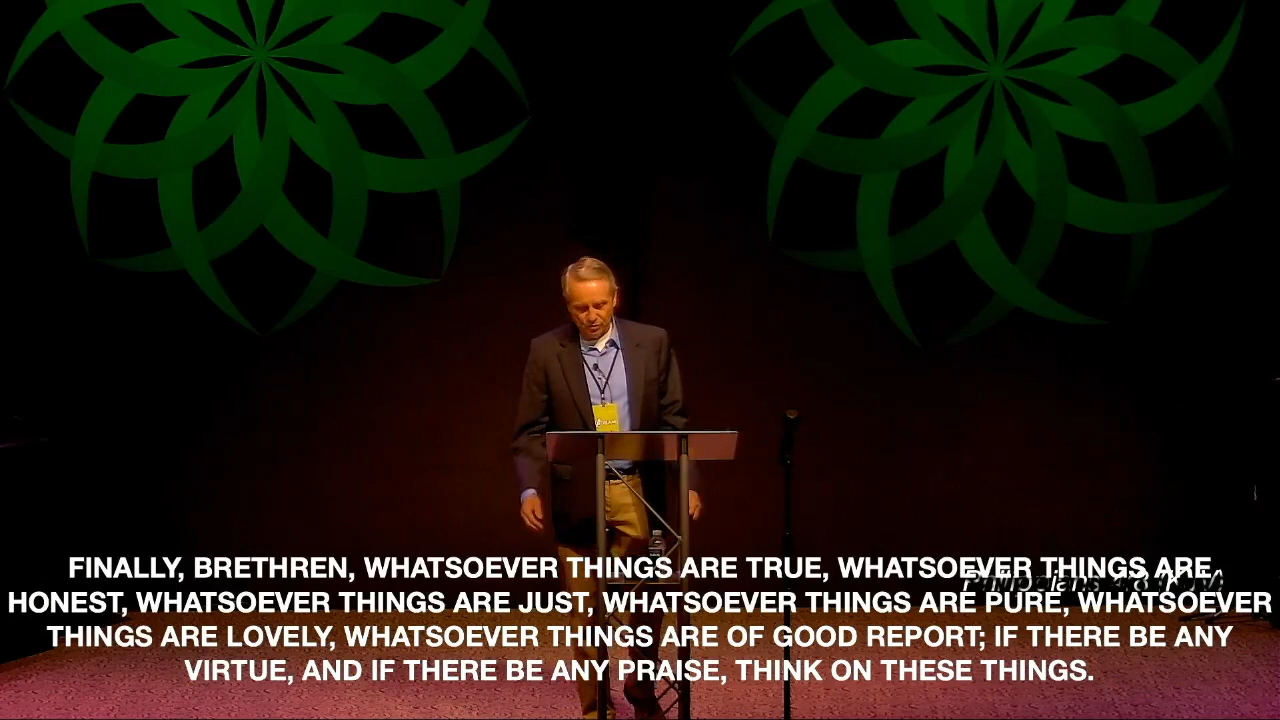 FINALLY, BRETHREN, WHATSOEVER THINGS ARE TRUE, WHATSOEVER THINGS ARE
HONEST, WHATSOEVER THINGS ARE JUST, WHATSOEVER THINGS ARE PURE, WHATSOEVER
THINGS ARE LOVELY, WHATSOEVER THINGS ARE OF GOOD REPORT; IF THERE BE ANY
VIRTUE, AND IF THERE BE ANY PRAISE, THINK ON THESE THINGS.